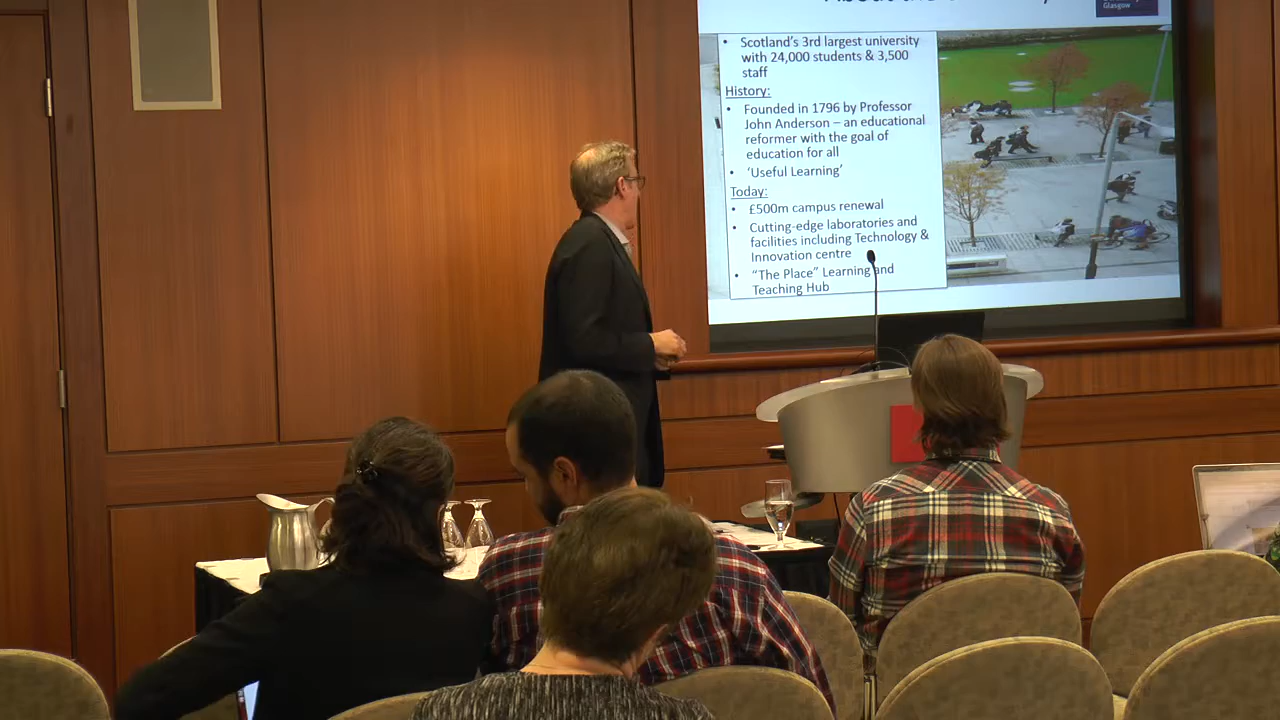 • Scotland's 3rd largest university
with 24,000 students & 3,500
staff
History:
• Founded in 1796 by Professor
John Anderson – an educational
reformer with the goal of
education for all
• 'Useful Learning'
Today:
• £500m campus renewal
• Cutting-edge laboratories and
facilities including Technology &
Innovation centre
• "The Place" Learning and
Teaching Hub
Glasgow